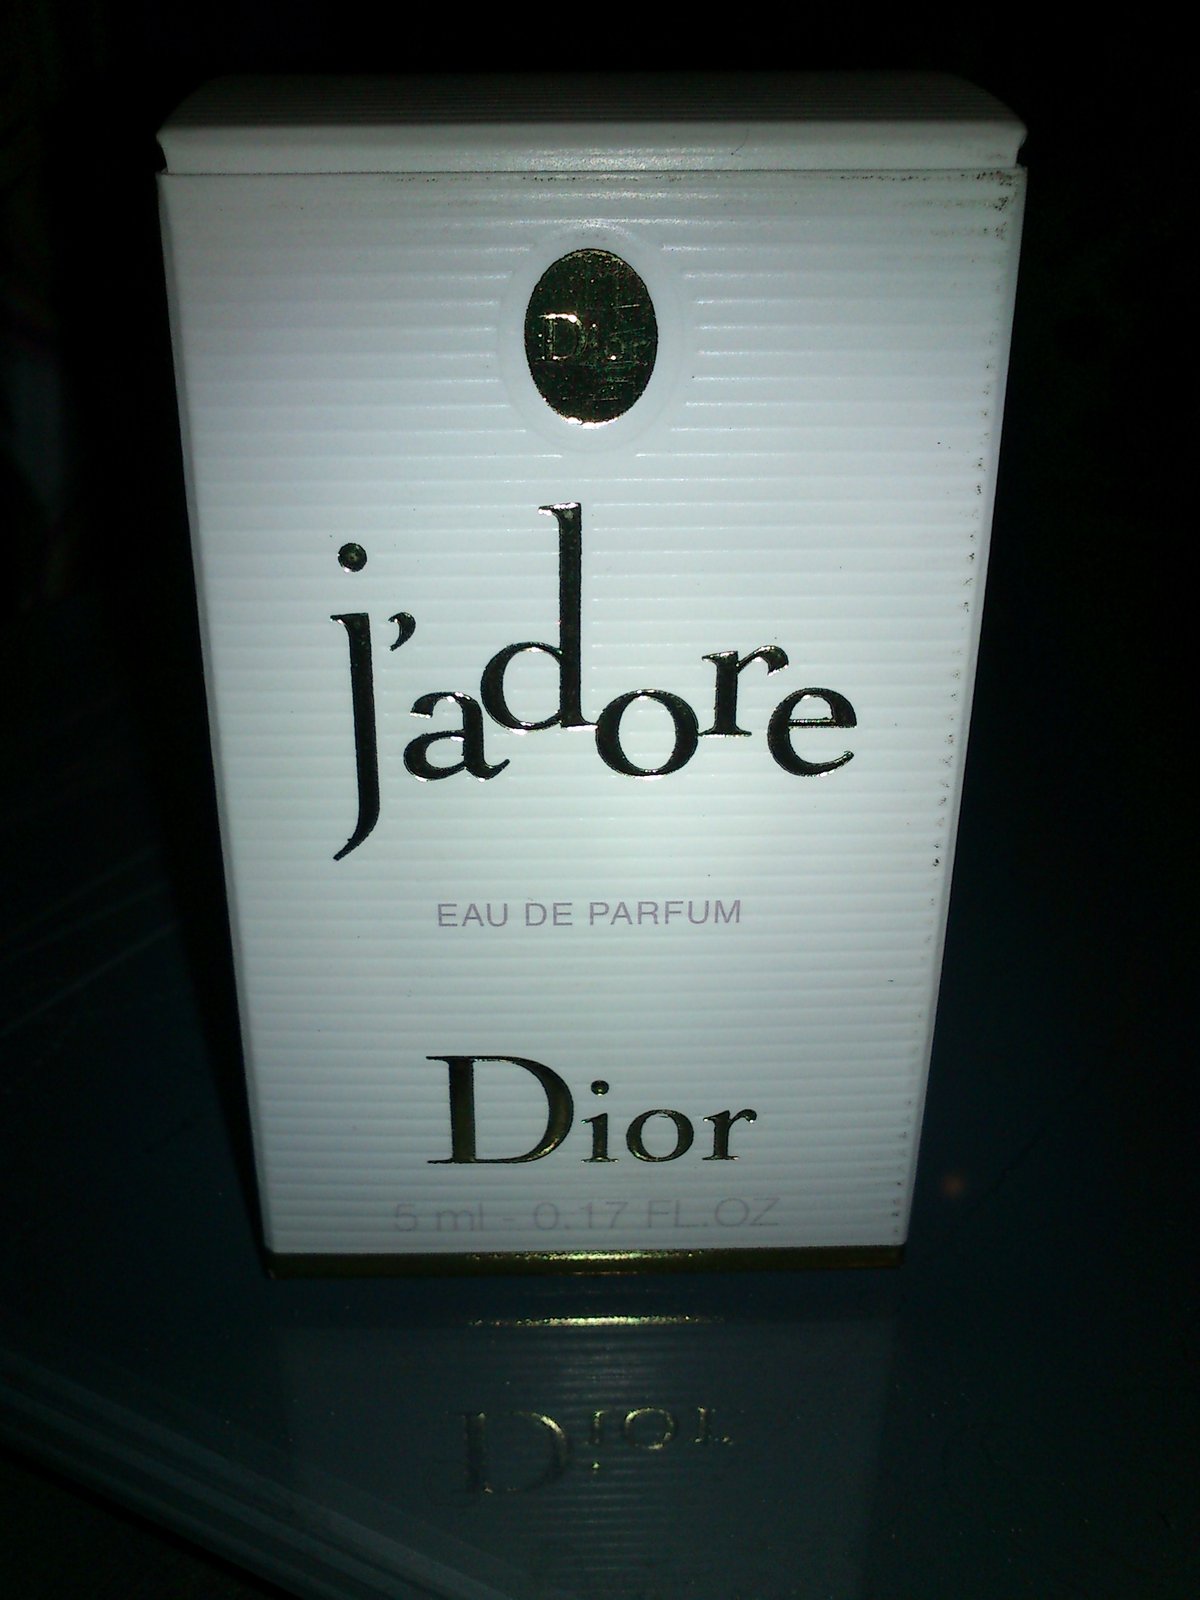 Dior
j'adore
EAU DE PARFUM
Dior
5 ml - 0.17 FL.OZ